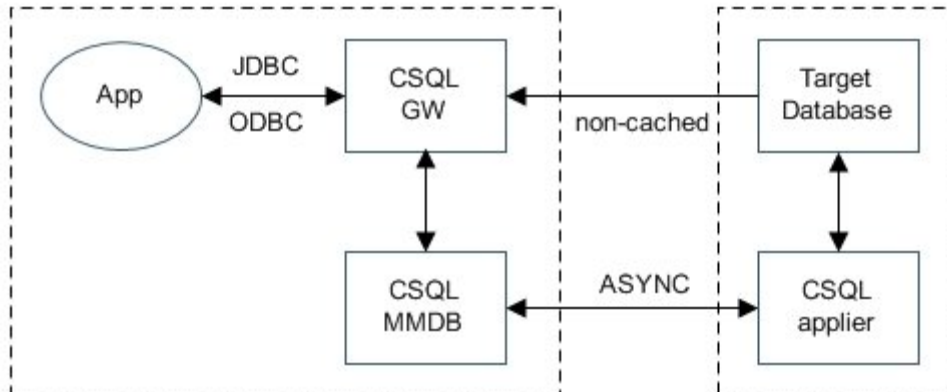 App
JDBC
ODBC
CSQL
GW
non-cached
Target
Database
CSQL
MMDB
ASYNC
CSQL
applier